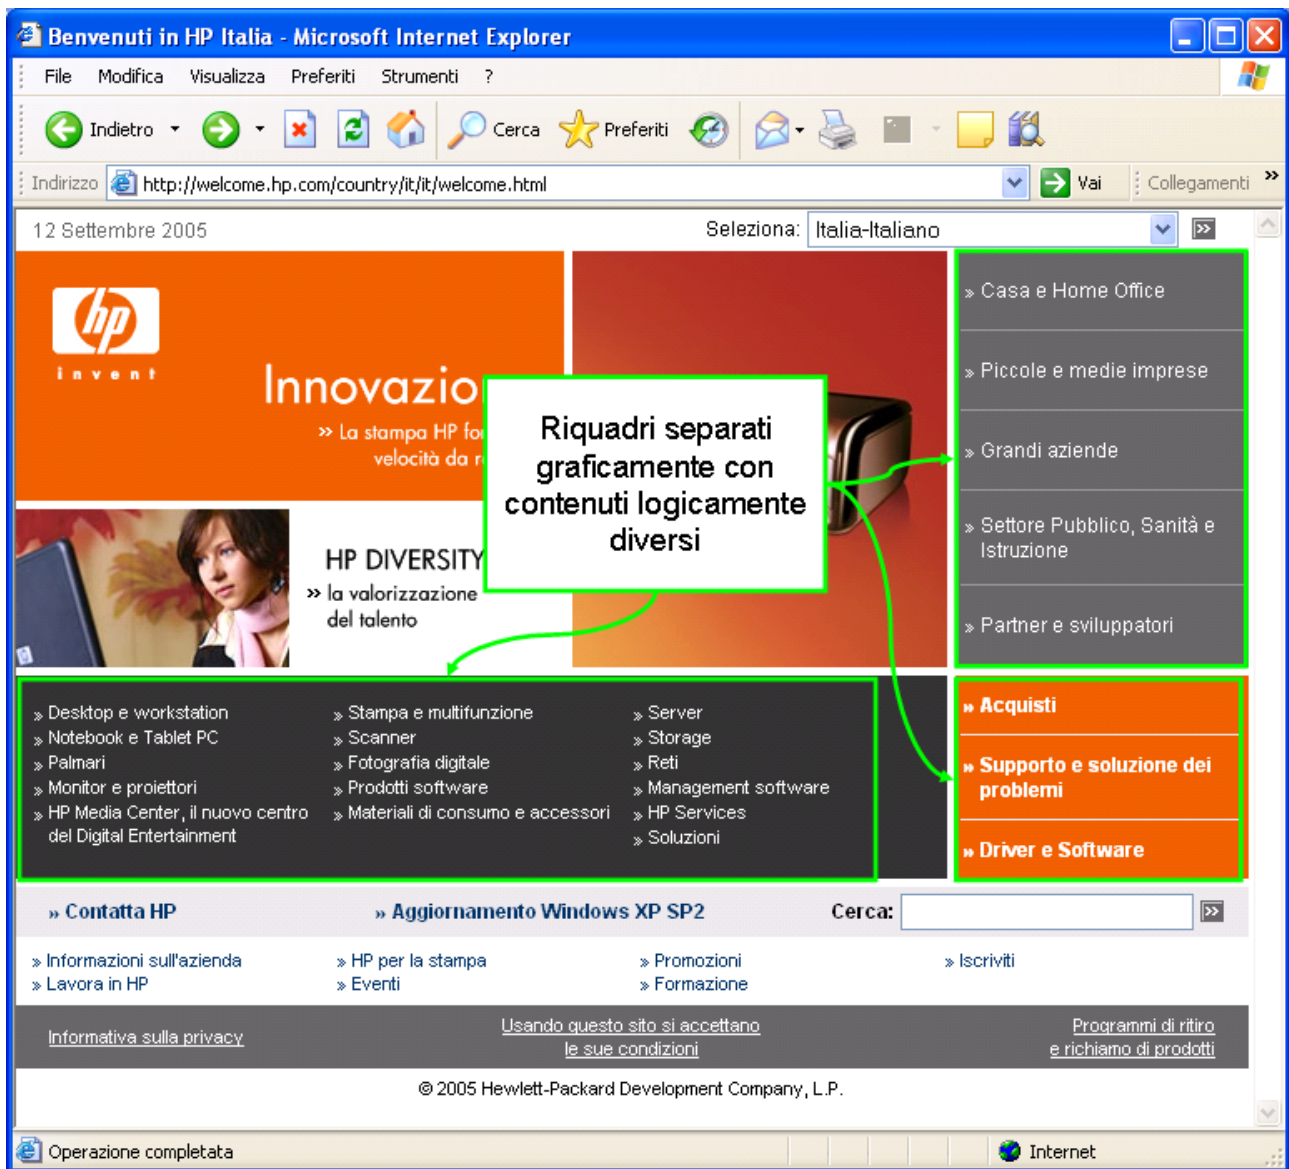 Benvenuti in HP Italia - Microsoft Internet Explorer
File Modifica Visualizza Preferiti Strumenti ?
Indietro Cerca Preferiti
Indirizzo http://welcome.hp.com/country/it/it/welcome.html Vai Collegamenti »
12 Settembre 2005 Seleziona: Italia-Italiano »
hp
invent
Innovazio
» La stampa HP fo
velocità da r
Riquadri separati
graficamente con
contenuti logicamente
diversi
HP DIVERSITY
» la valorizzazione
del talento
» Casa e Home Office
» Piccole e medie imprese
» Grandi aziende
» Settore Pubblico, Sanità e
Istruzione
» Partner e sviluppatori
» Desktop e workstation
» Notebook e Tablet PC
» Palmari
» Monitor e proiettori
» HP Media Center, il nuovo centro
del Digital Entertainment
» Stampa e multifunzione
» Scanner
» Fotografia digitale
» Prodotti software
» Materiali di consumo e accessori
» Server
» Storage
» Reti
» Management software
» HP Services
» Soluzioni
» Acquisti
» Supporto e soluzione dei
problemi
» Driver e Software
» Contatta HP » Aggiornamento Windows XP SP2 Cerca: »
» Informazioni sull'azienda » HP per la stampa » Promozioni » Iscriviti
» Lavora in HP » Eventi » Formazione
Informativa sulla privacy
Usando questo sito si accettano
le sue condizioni
Programmi di ritiro
e richiamo di prodotti
© 2005 Hewlett-Packard Development Company, L.P.
Operazione completata Internet